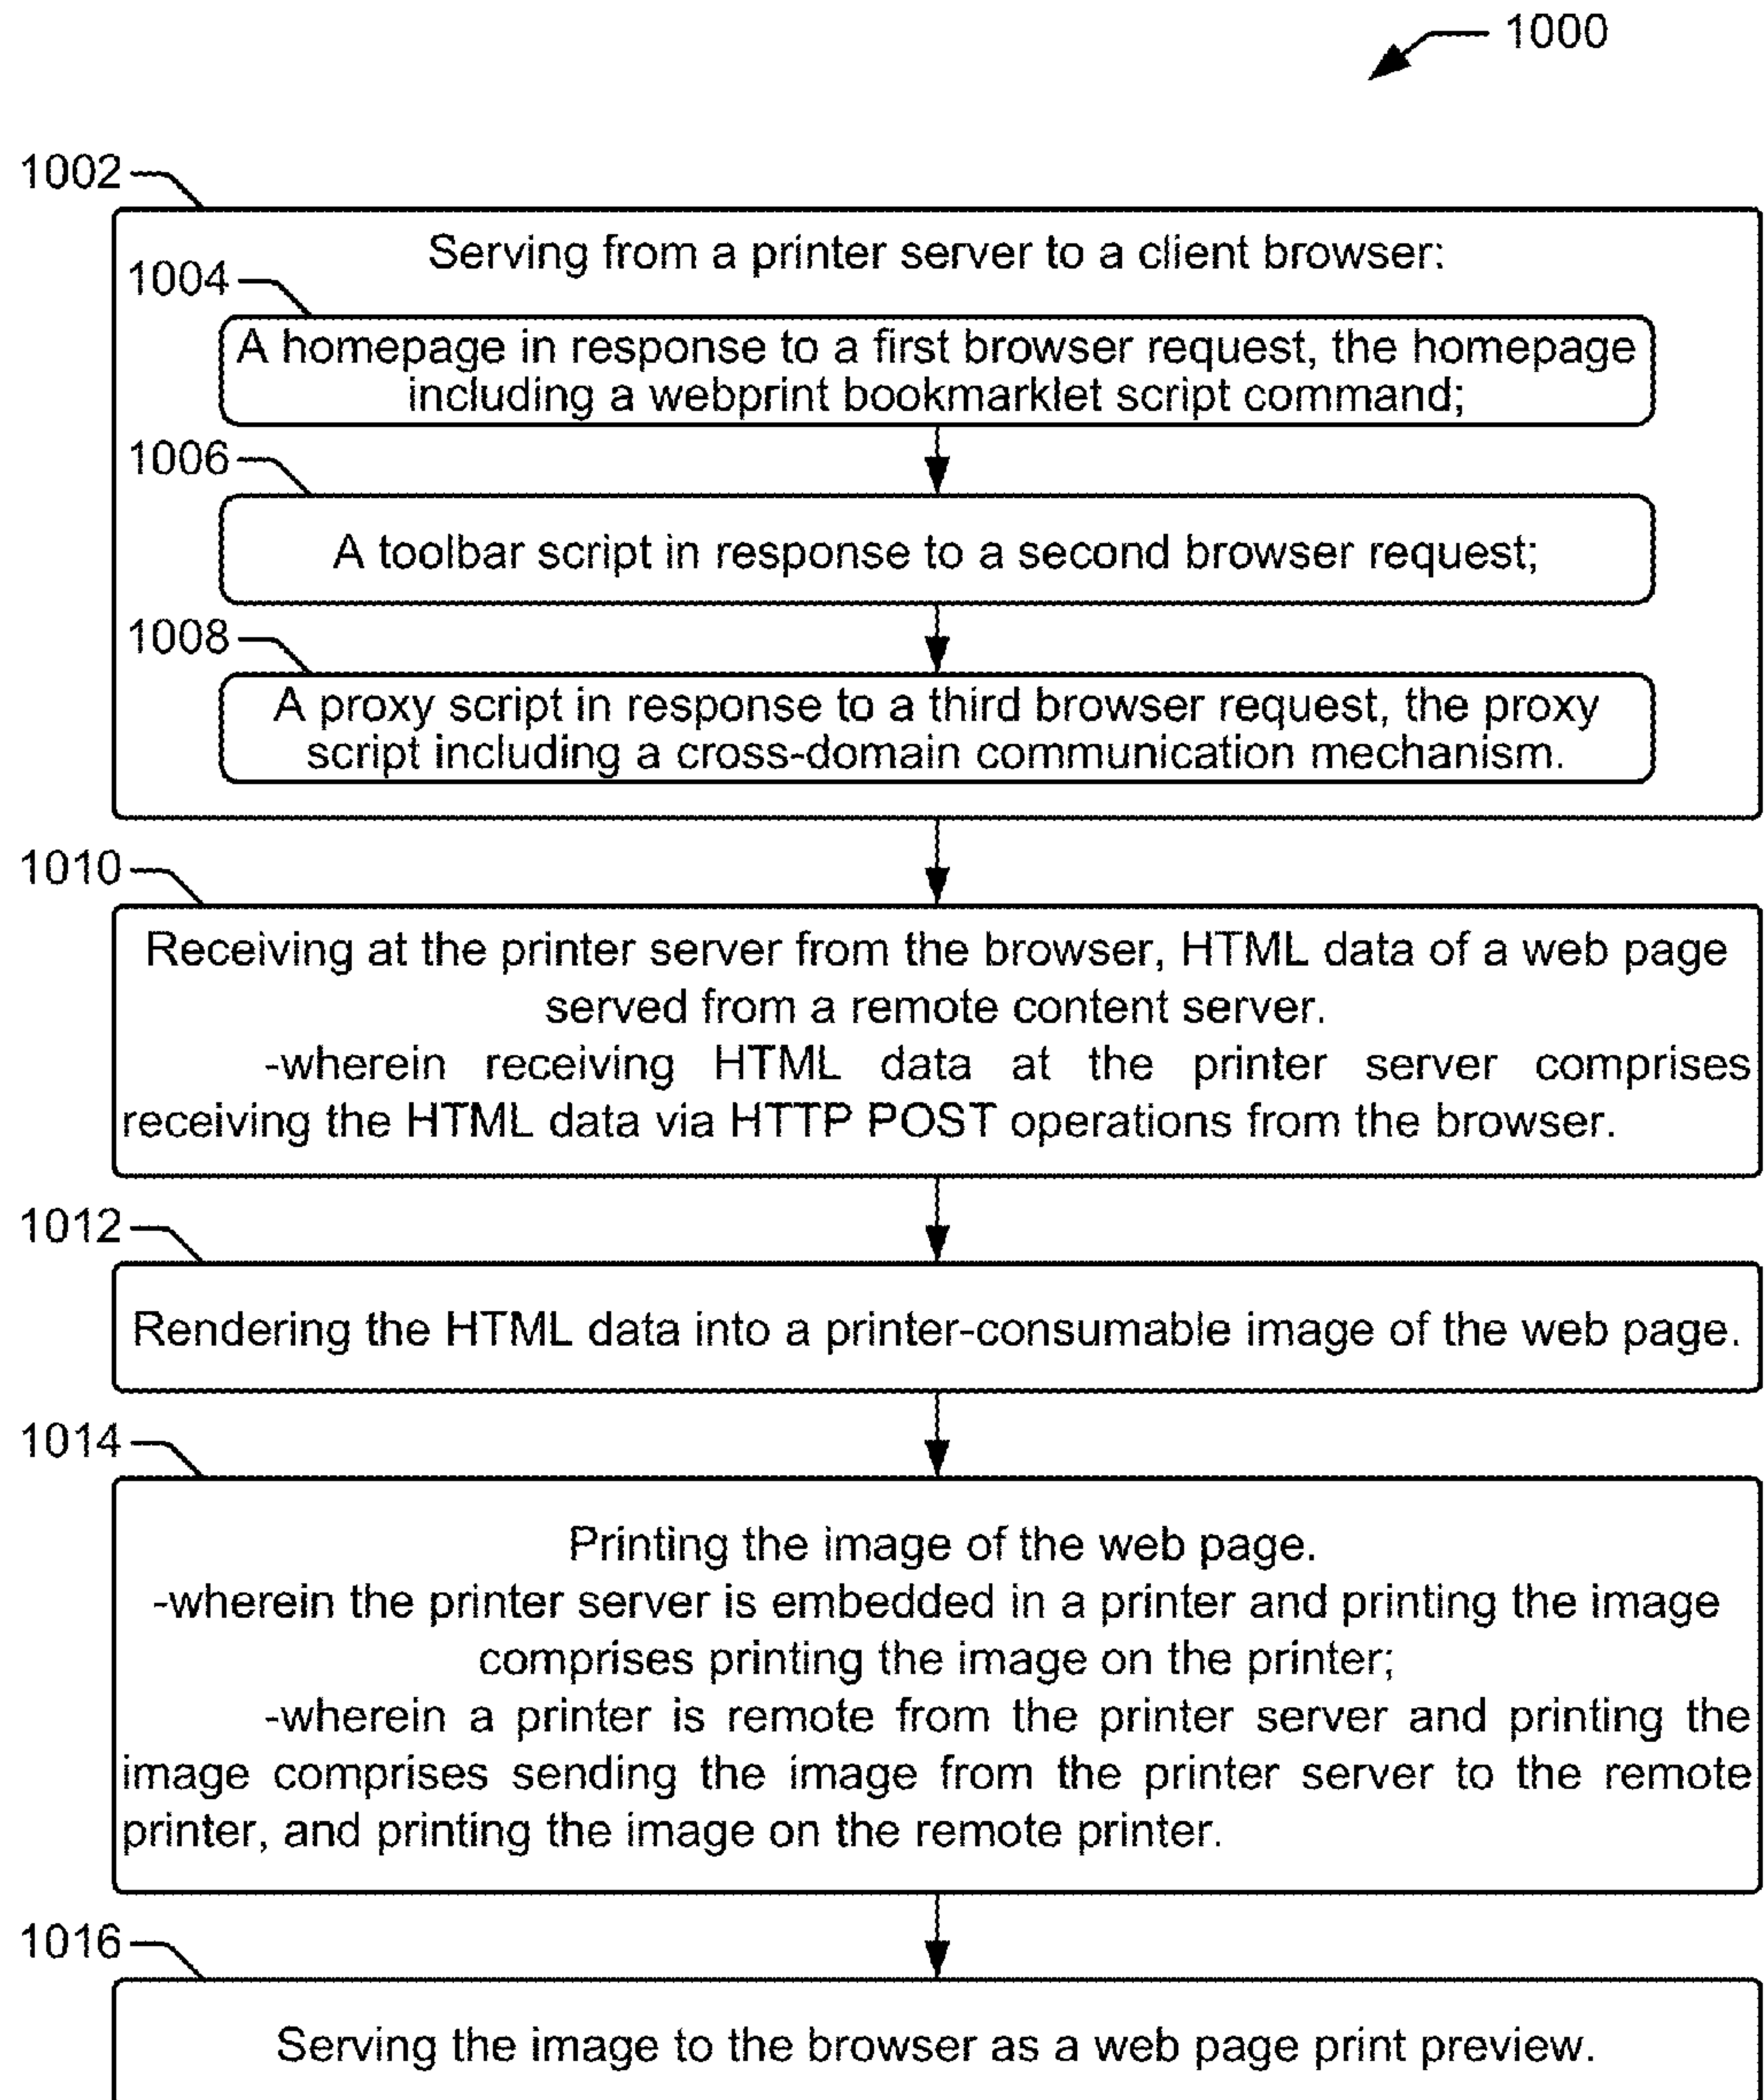 1000
1002
Serving from a printer server to a client browser:
1004
A homepage in response to a first browser request, the homepage
including a webprint bookmarklet script command;
1006
A toolbar script in response to a second browser request;
1008
A proxy script in response to a third browser request, the proxy
script including a cross-domain communication mechanism.
1010
Receiving at the printer server from the browser, HTML data of a web page
served from a remote content server.
-wherein receiving HTML data at the printer server comprises
receiving the HTML data via HTTP POST operations from the browser.
1012
Rendering the HTML data into a printer-consumable image of the web page.
1014
Printing the image of the web page.
-wherein the printer server is embedded in a printer and printing the image
comprises printing the image on the printer;
-wherein a printer is remote from the printer server and printing the
image comprises sending the image from the printer server to the remote
printer, and printing the image on the remote printer.
1016
Serving the image to the browser as a web page print preview.